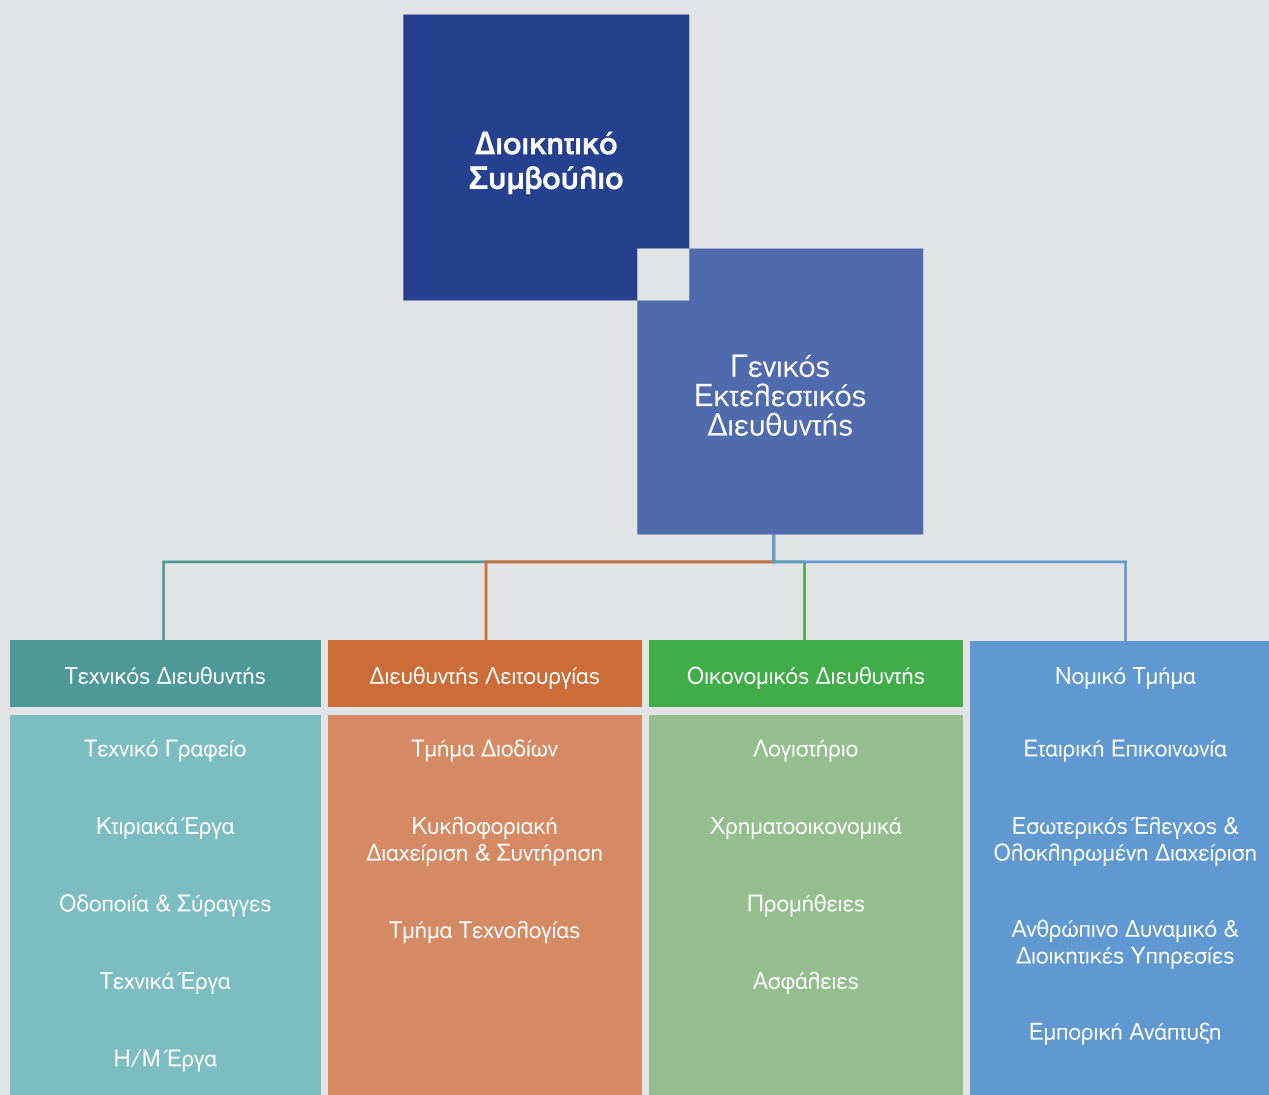 Διοικητικό
Συμβούλιο
Γενικός
Εκτελεστικός
Διευθυντής
Τεχνικός Διευθυντής
Τεχνικό Γραφείο
Κτιριακά Έργα
Οδοποιία & Σύραγγες
Τεχνικά Έργα
Η/Μ Έργα
Διευθυντής Λειτουργίας
Τμήμα Διοδίων
Κυκλοφοριακή
Διαχείριση & Συντήρηση
Τμήμα Τεχνολογίας
Οικονομικός Διευθυντής
Λογιστήριο
Χρηματοοικονομικά
Προμήθειες
Ασφάλειες
Νομικό Τμήμα
Εταιρική Επικοινωνία
Εσωτερικός Έλεγχος &
Ολοκληρωμένη Διαχείριση
Ανθρώπινο Δυναμικό &
Διοικητικές Υπηρεσίες
Εμπορική Ανάπτυξη